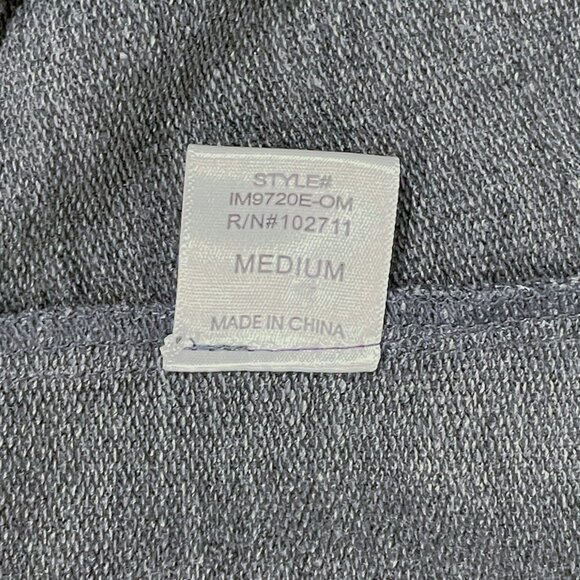 STYLE#
IM9720E-OM
R/N#102711
MEDIUM
MADE IN CHINA